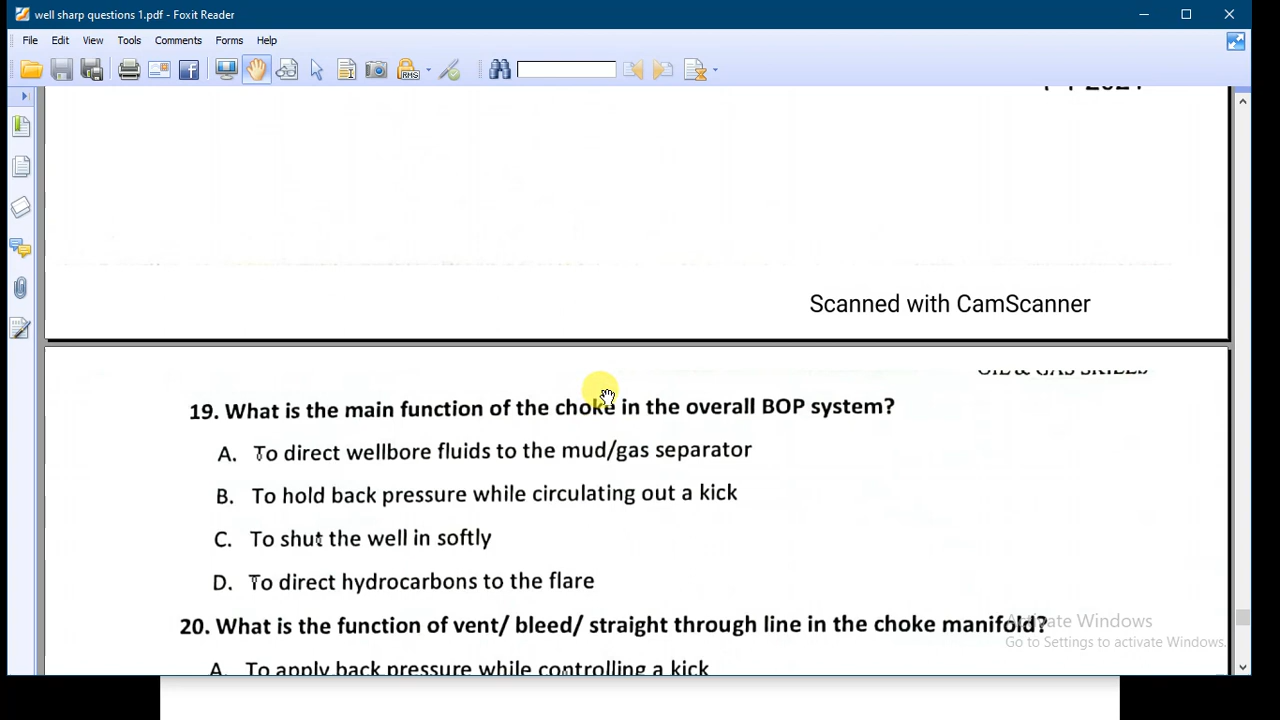 well sharp questions 1.pdf - Foxit Reader
File Edit View Tools Comments Forms Help
RMS
Scanned with CamScanner
OIL & GAS SKILLS
19. What is the main function of the choke in the overall BOP system?
A. To direct wellbore fluids to the mud/gas separator
B. To hold back pressure while circulating out a kick
C. To shut the well in softly
D. To direct hydrocarbons to the flare
20. What is the function of vent/ bleed/ straight through line in the choke manifold?
Activate Windows
Go to Settings to activate Windows.
A. To apply back pressure while controlling a kick